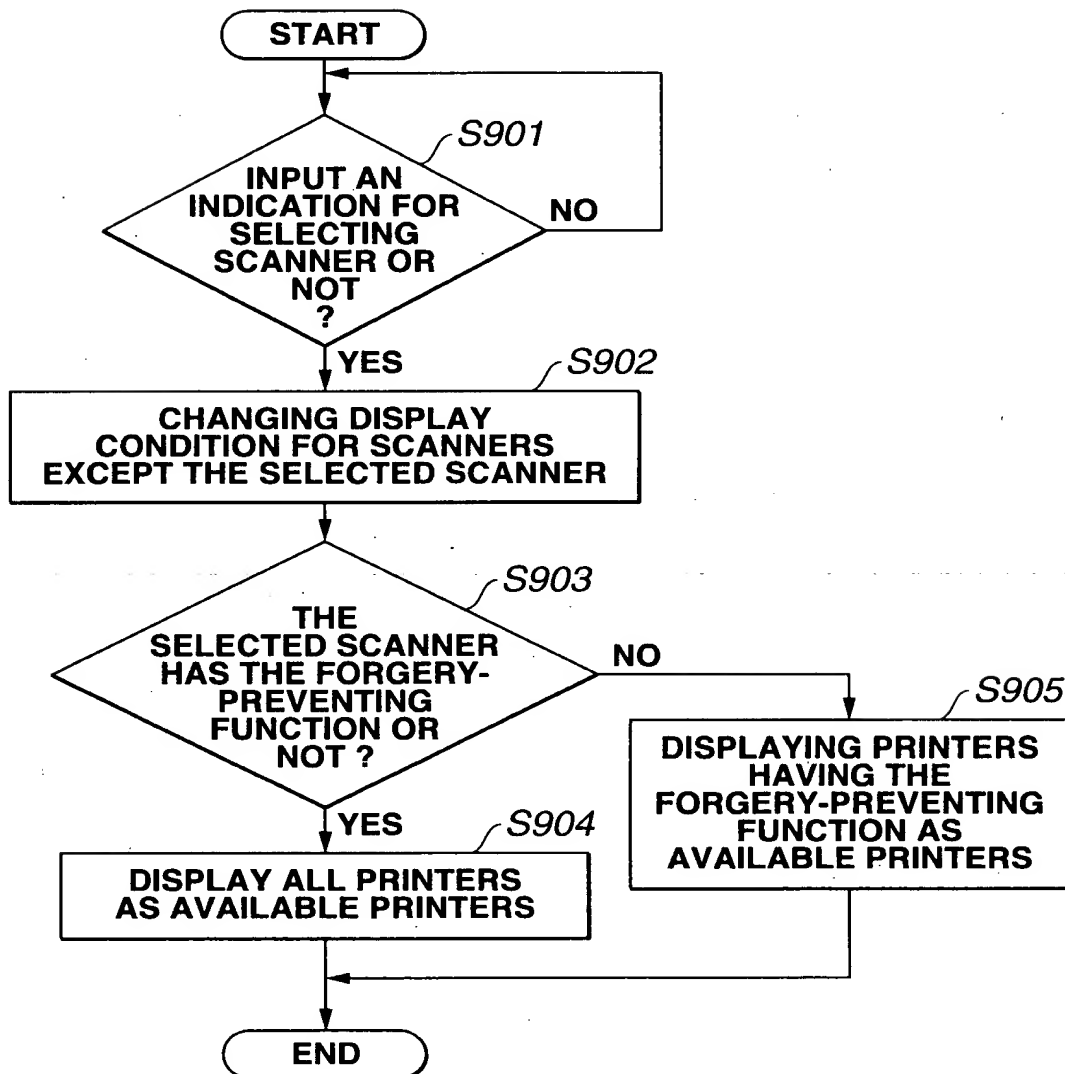 START
S901
INPUT AN
INDICATION FOR
SELECTING
SCANNER OR
NOT
?
NO
YES
S902
CHANGING DISPLAY
CONDITION FOR SCANNERS
EXCEPT THE SELECTED SCANNER
S903
THE
SELECTED SCANNER
HAS THE FORGERY-
PREVENTING
FUNCTION OR
NOT ?
NO
YES
S905
DISPLAYING PRINTERS
HAVING THE
FORGERY-PREVENTING
FUNCTION AS
AVAILABLE PRINTERS
S904
DISPLAY ALL PRINTERS
AS AVAILABLE PRINTERS
END